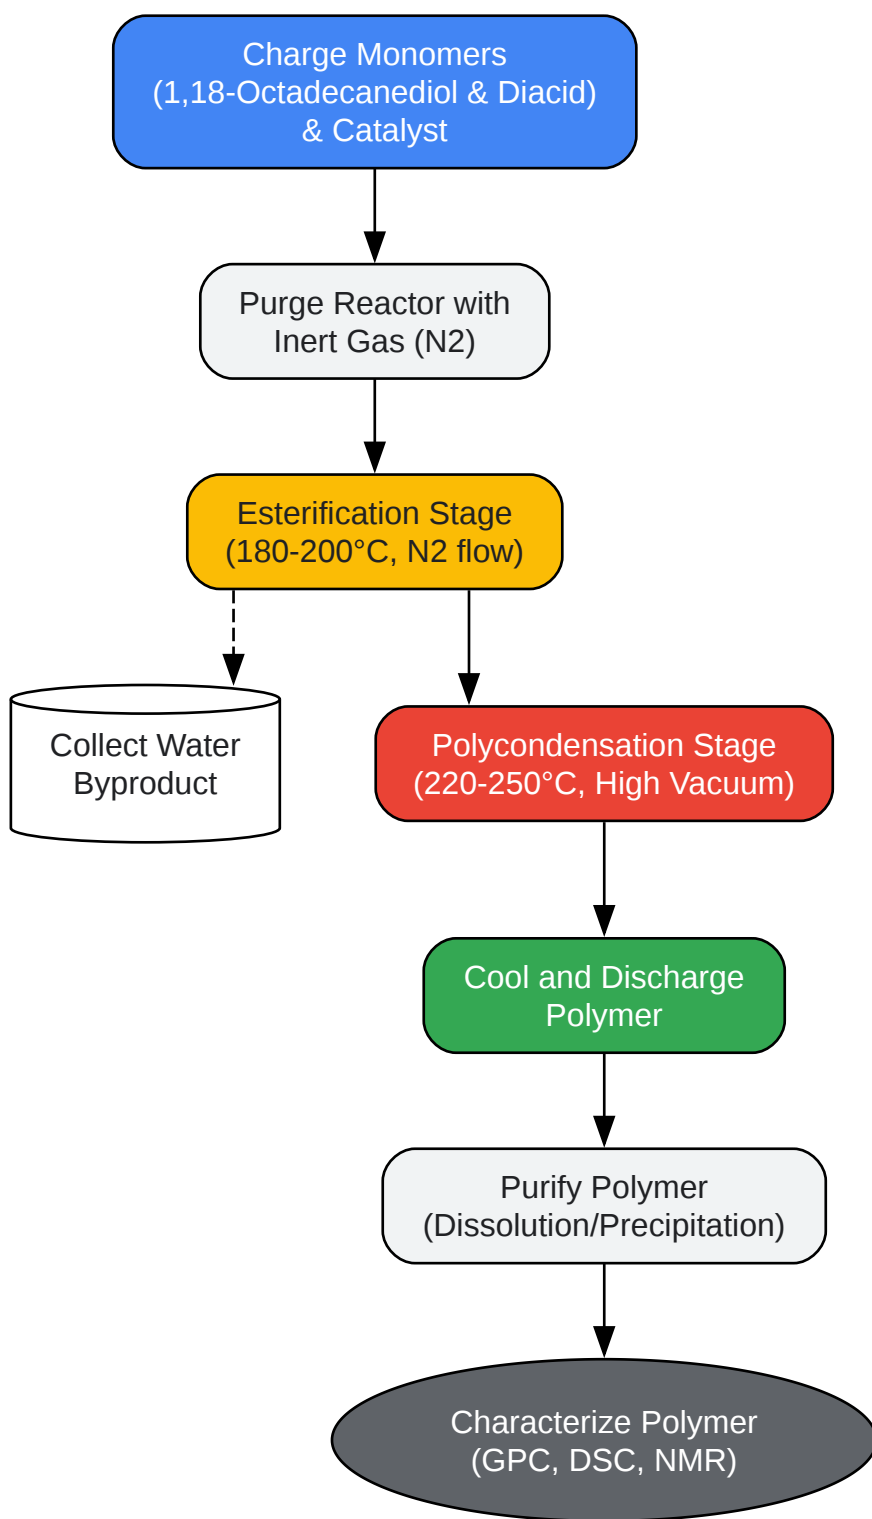 Charge Monomers
(1,18-Octadecanediol & Diacid)
& Catalyst
Purge Reactor with
Inert Gas (N2)
Esterification Stage
(180-200°C, N2 flow)
Collect Water
Byproduct
Polycondensation Stage
(220-250°C, High Vacuum)
Cool and Discharge
Polymer
Purify Polymer
(Dissolution/Precipitation)
Characterize Polymer
(GPC, DSC, NMR)